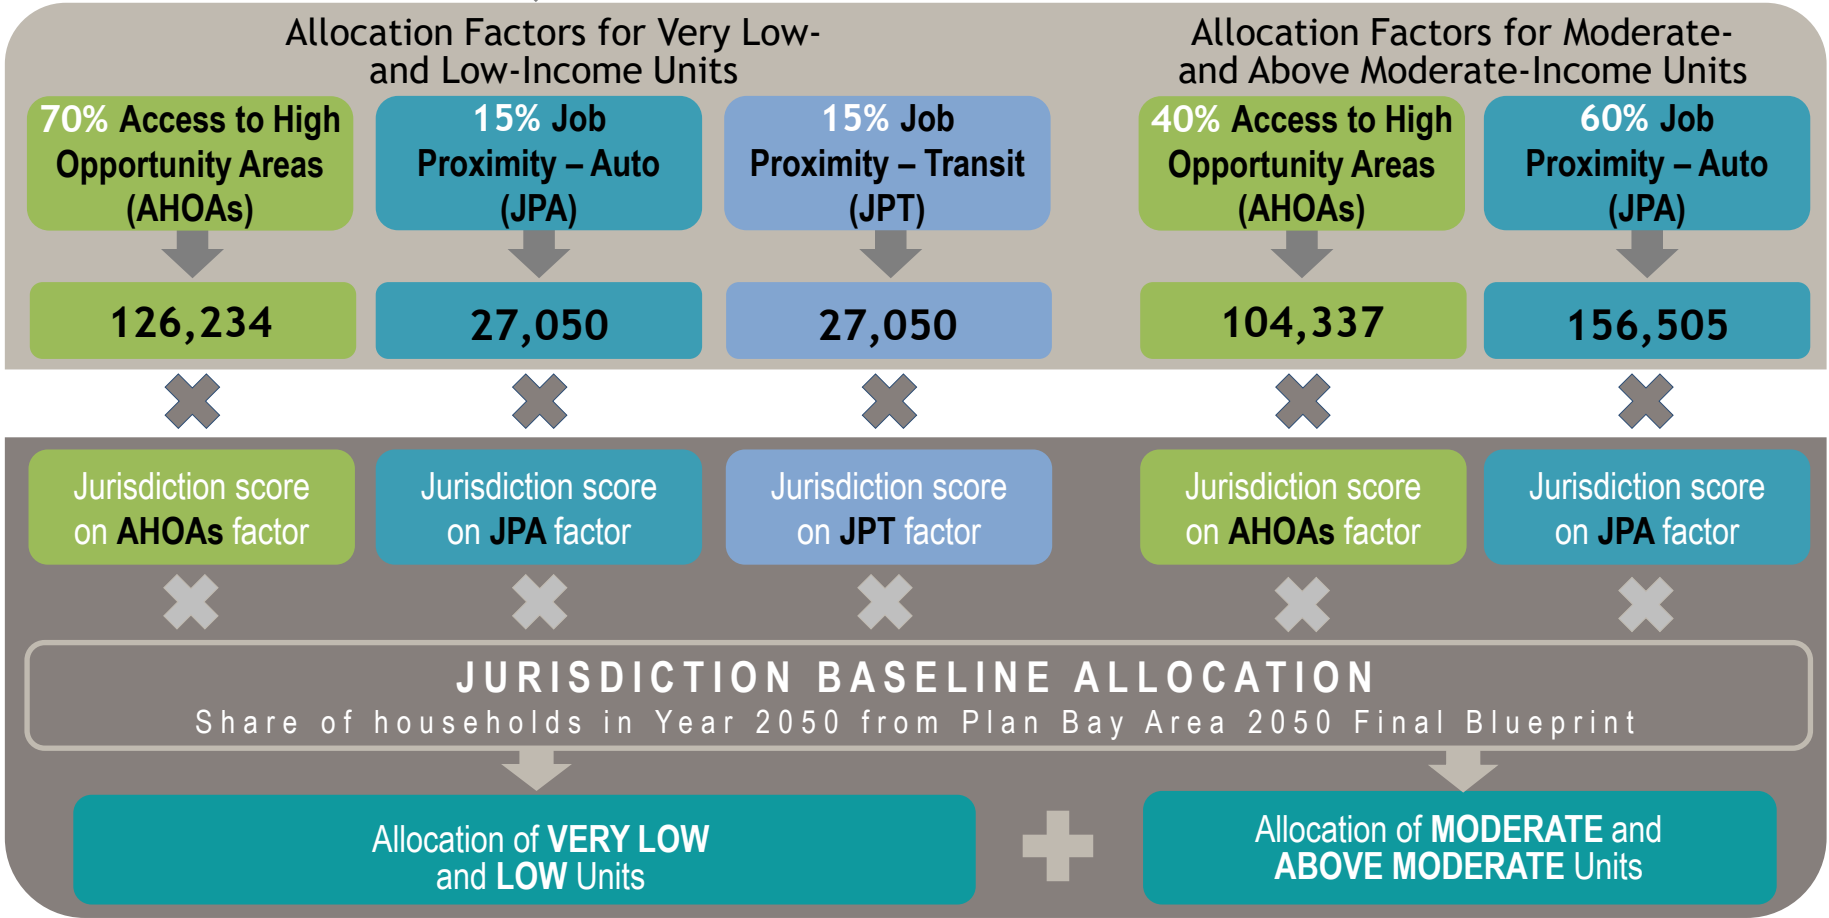 Allocation Factors for Very Low-
and Low-Income Units
70% Access to High
Opportunity Areas
(AHOAs)
15% Job
Proximity – Auto
(JPA)
15% Job
Proximity – Transit
(JPT)
126,234
27,050
27,050
Allocation Factors for Moderate-
and Above Moderate-Income Units
40% Access to High
Opportunity Areas
(AHOAs)
60% Job
Proximity – Auto
(JPA)
104,337
156,505
Jurisdiction score
on AHOAs factor
Jurisdiction score
on JPA factor
Jurisdiction score
on JPT factor
Jurisdiction score
on AHOAs factor
Jurisdiction score
on JPA factor
JURISDICTION BASELINE ALLOCATION
Share of households in Year 2050 from Plan Bay Area 2050 Final Blueprint
Allocation of VERY LOW
and LOW Units
Allocation of MODERATE and
ABOVE MODERATE Units